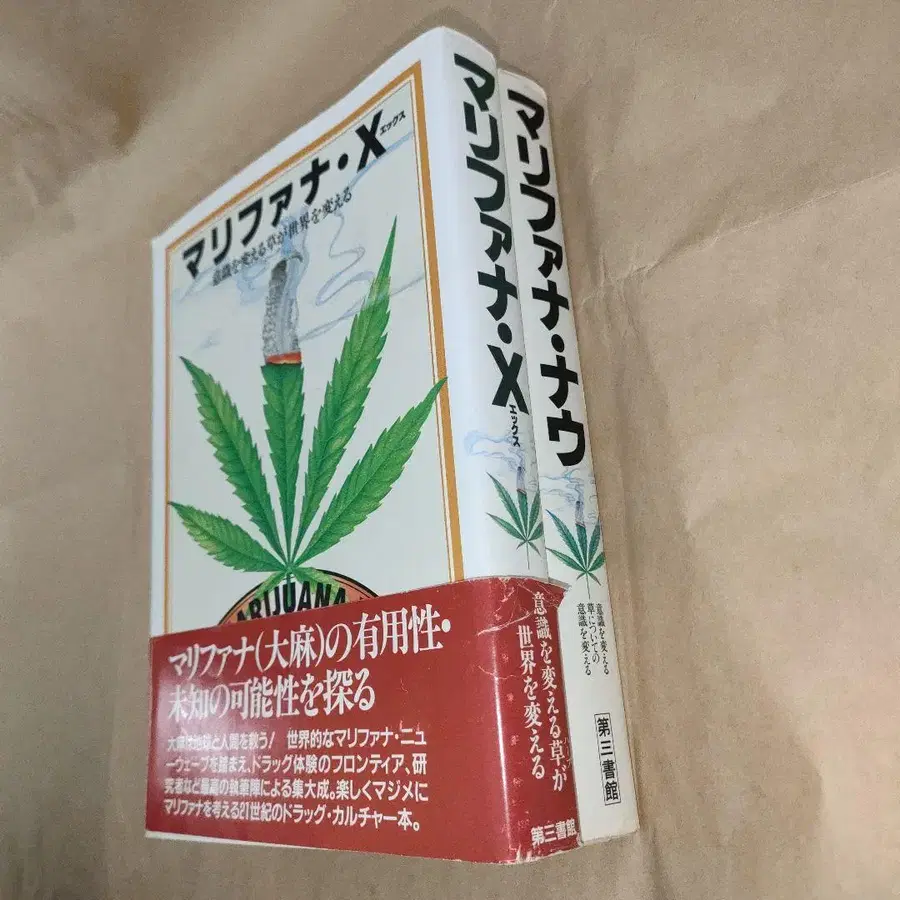 マリファナ・X
エックス
意識を変える草が世界を変える
MARIJUANA
マリファナ(大麻)の有用性・
未知の可能性を探る
大麻は地球と人間を救う! 世界的なマリファナ・ニュ
ーウェーブを踏まえ、ドラッグ体験のフロンティア、研
究者など最高の執筆陣による集大成。楽しくマジメに
マリファナを考える21世紀のドラッグ・カルチャー本。
マリファナ・X
エックス
意識を変える草が
世界を変える
第三書館
マリファナ・ナウ
意識を変える
草についての
意識を変える
第三書館